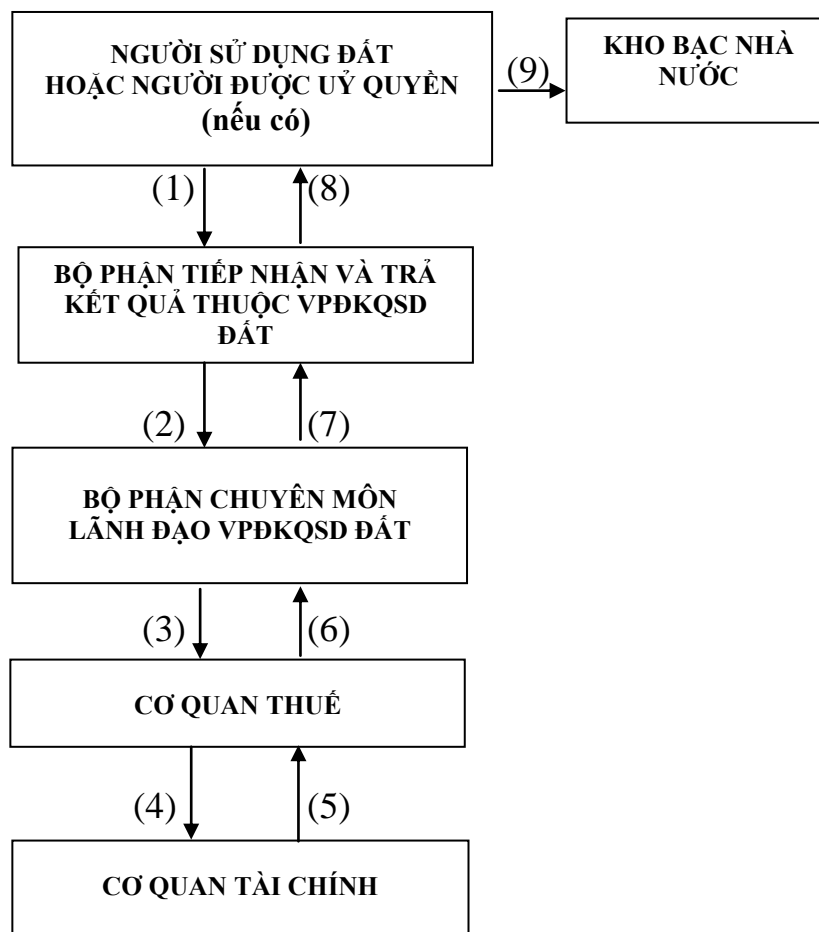 NGƯỜI SỬ DỤNG ĐẤT
HOẶC NGƯỜI ĐƯỢC UỶ QUYỀN
(nếu có)
(9)
KHO BẠC NHÀ
NƯỚC
(1)
(8)
BỘ PHẬN TIẾP NHẬN VÀ TRẢ
KẾT QUẢ THUỘC VPĐKQSD
ĐẤT
(2)
(7)
BỘ PHẬN CHUYÊN MÔN
LÃNH ĐẠO VPĐKQSD ĐẤT
(3)
(6)
CƠ QUAN THUẾ
(4)
(5)
CƠ QUAN TÀI CHÍNH